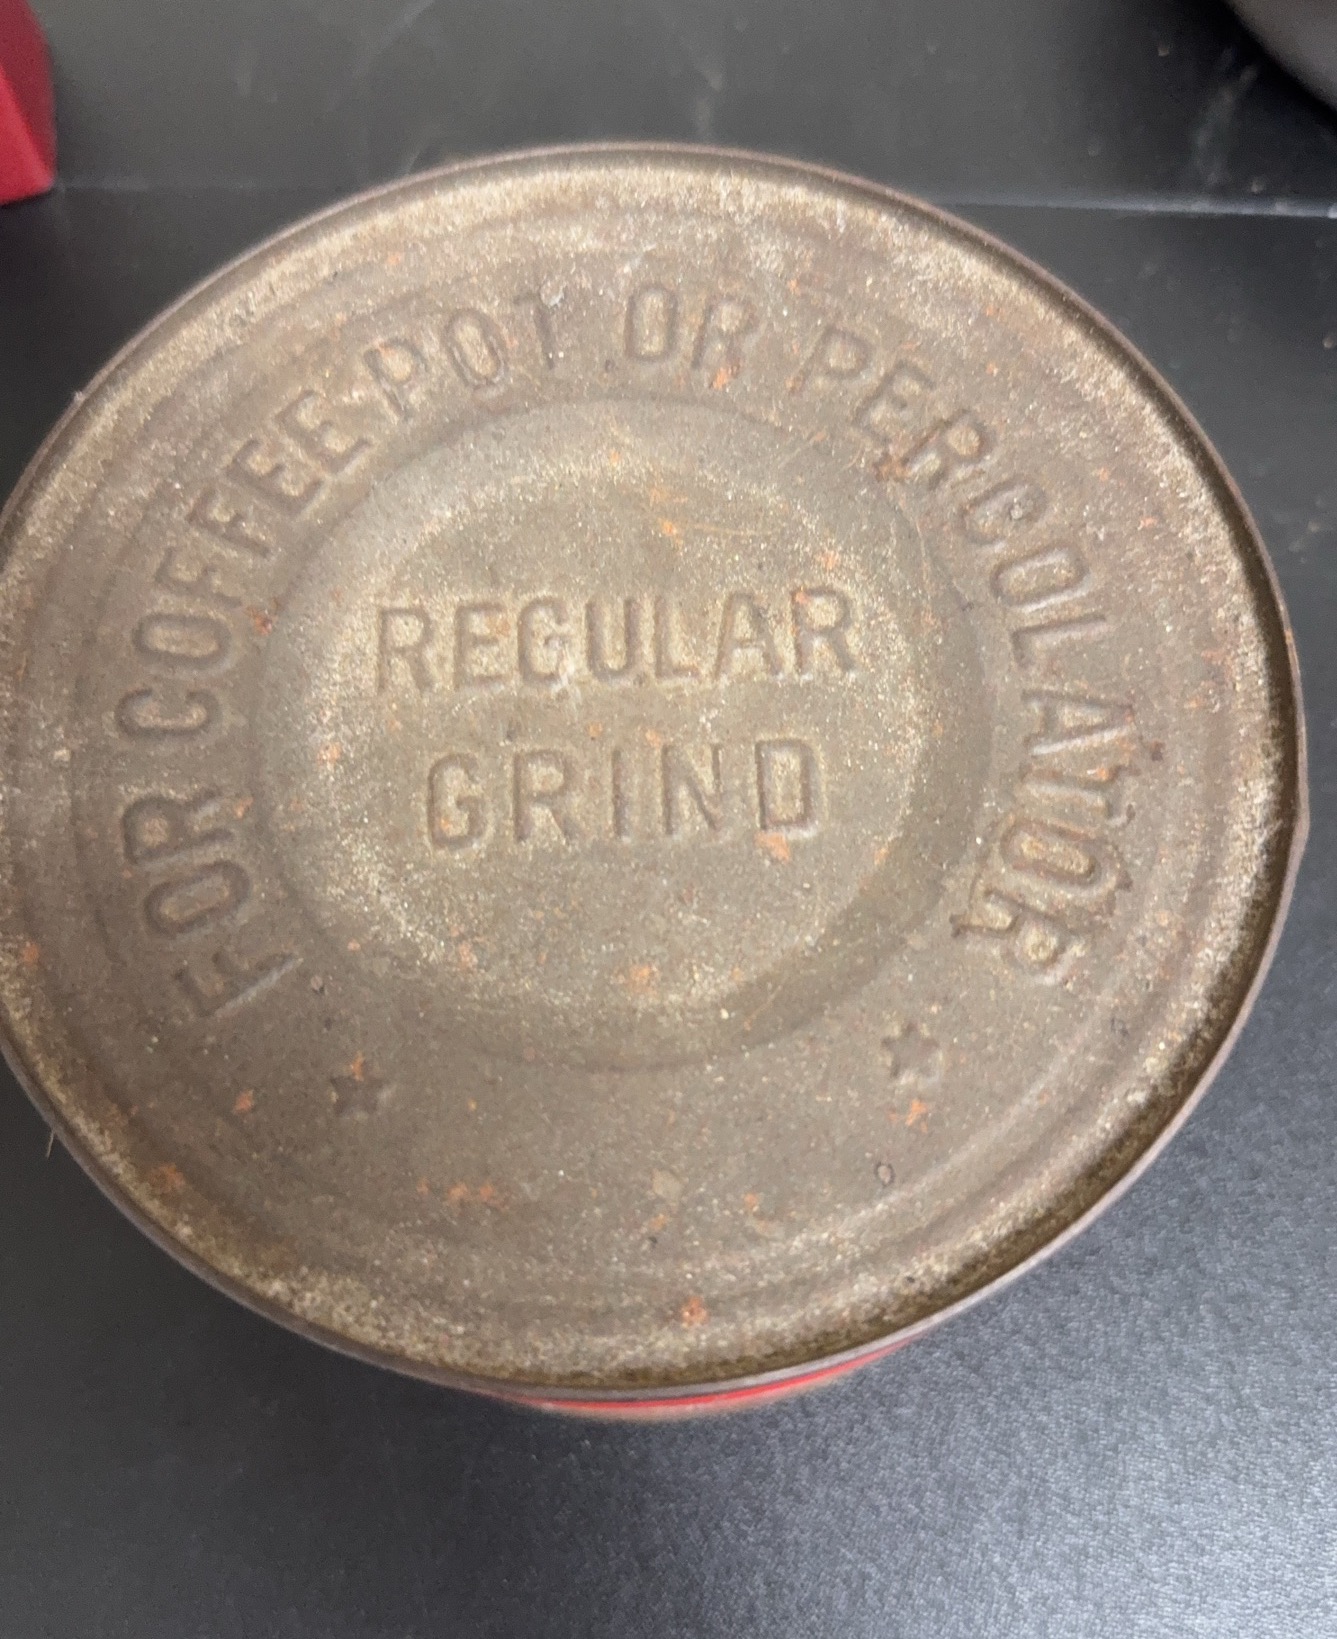 FOR COFFEE POT OR PERCOLATOR
REGULAR
GRIND